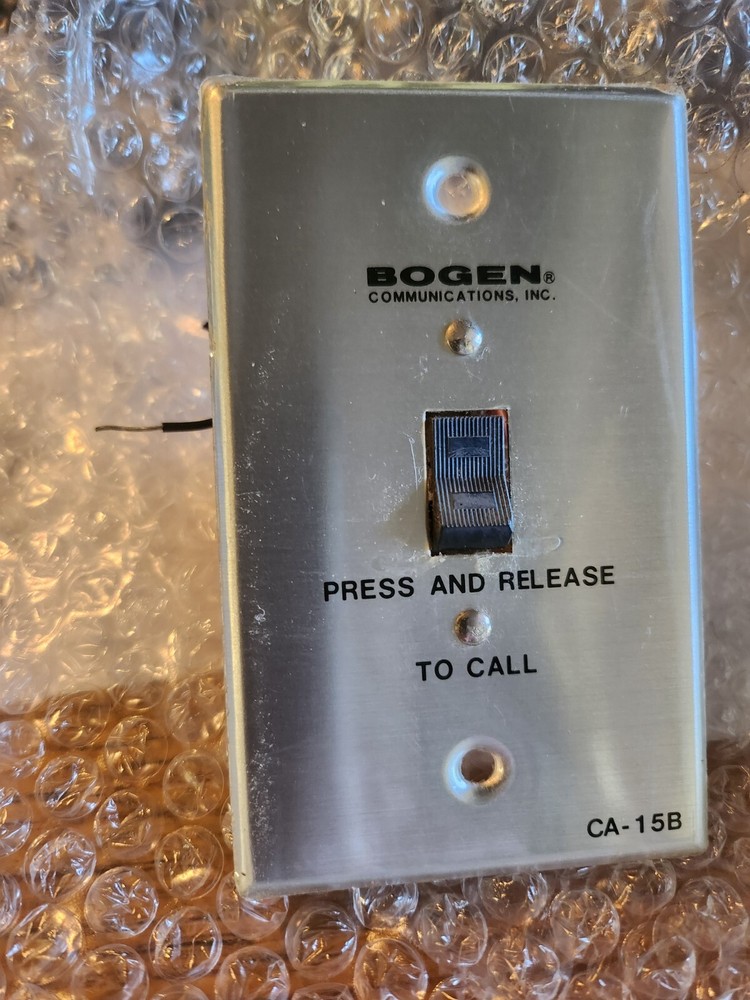 BOGEN®
COMMUNICATIONS, INC.
PRESS AND RELEASE
TO CALL
CA-15B